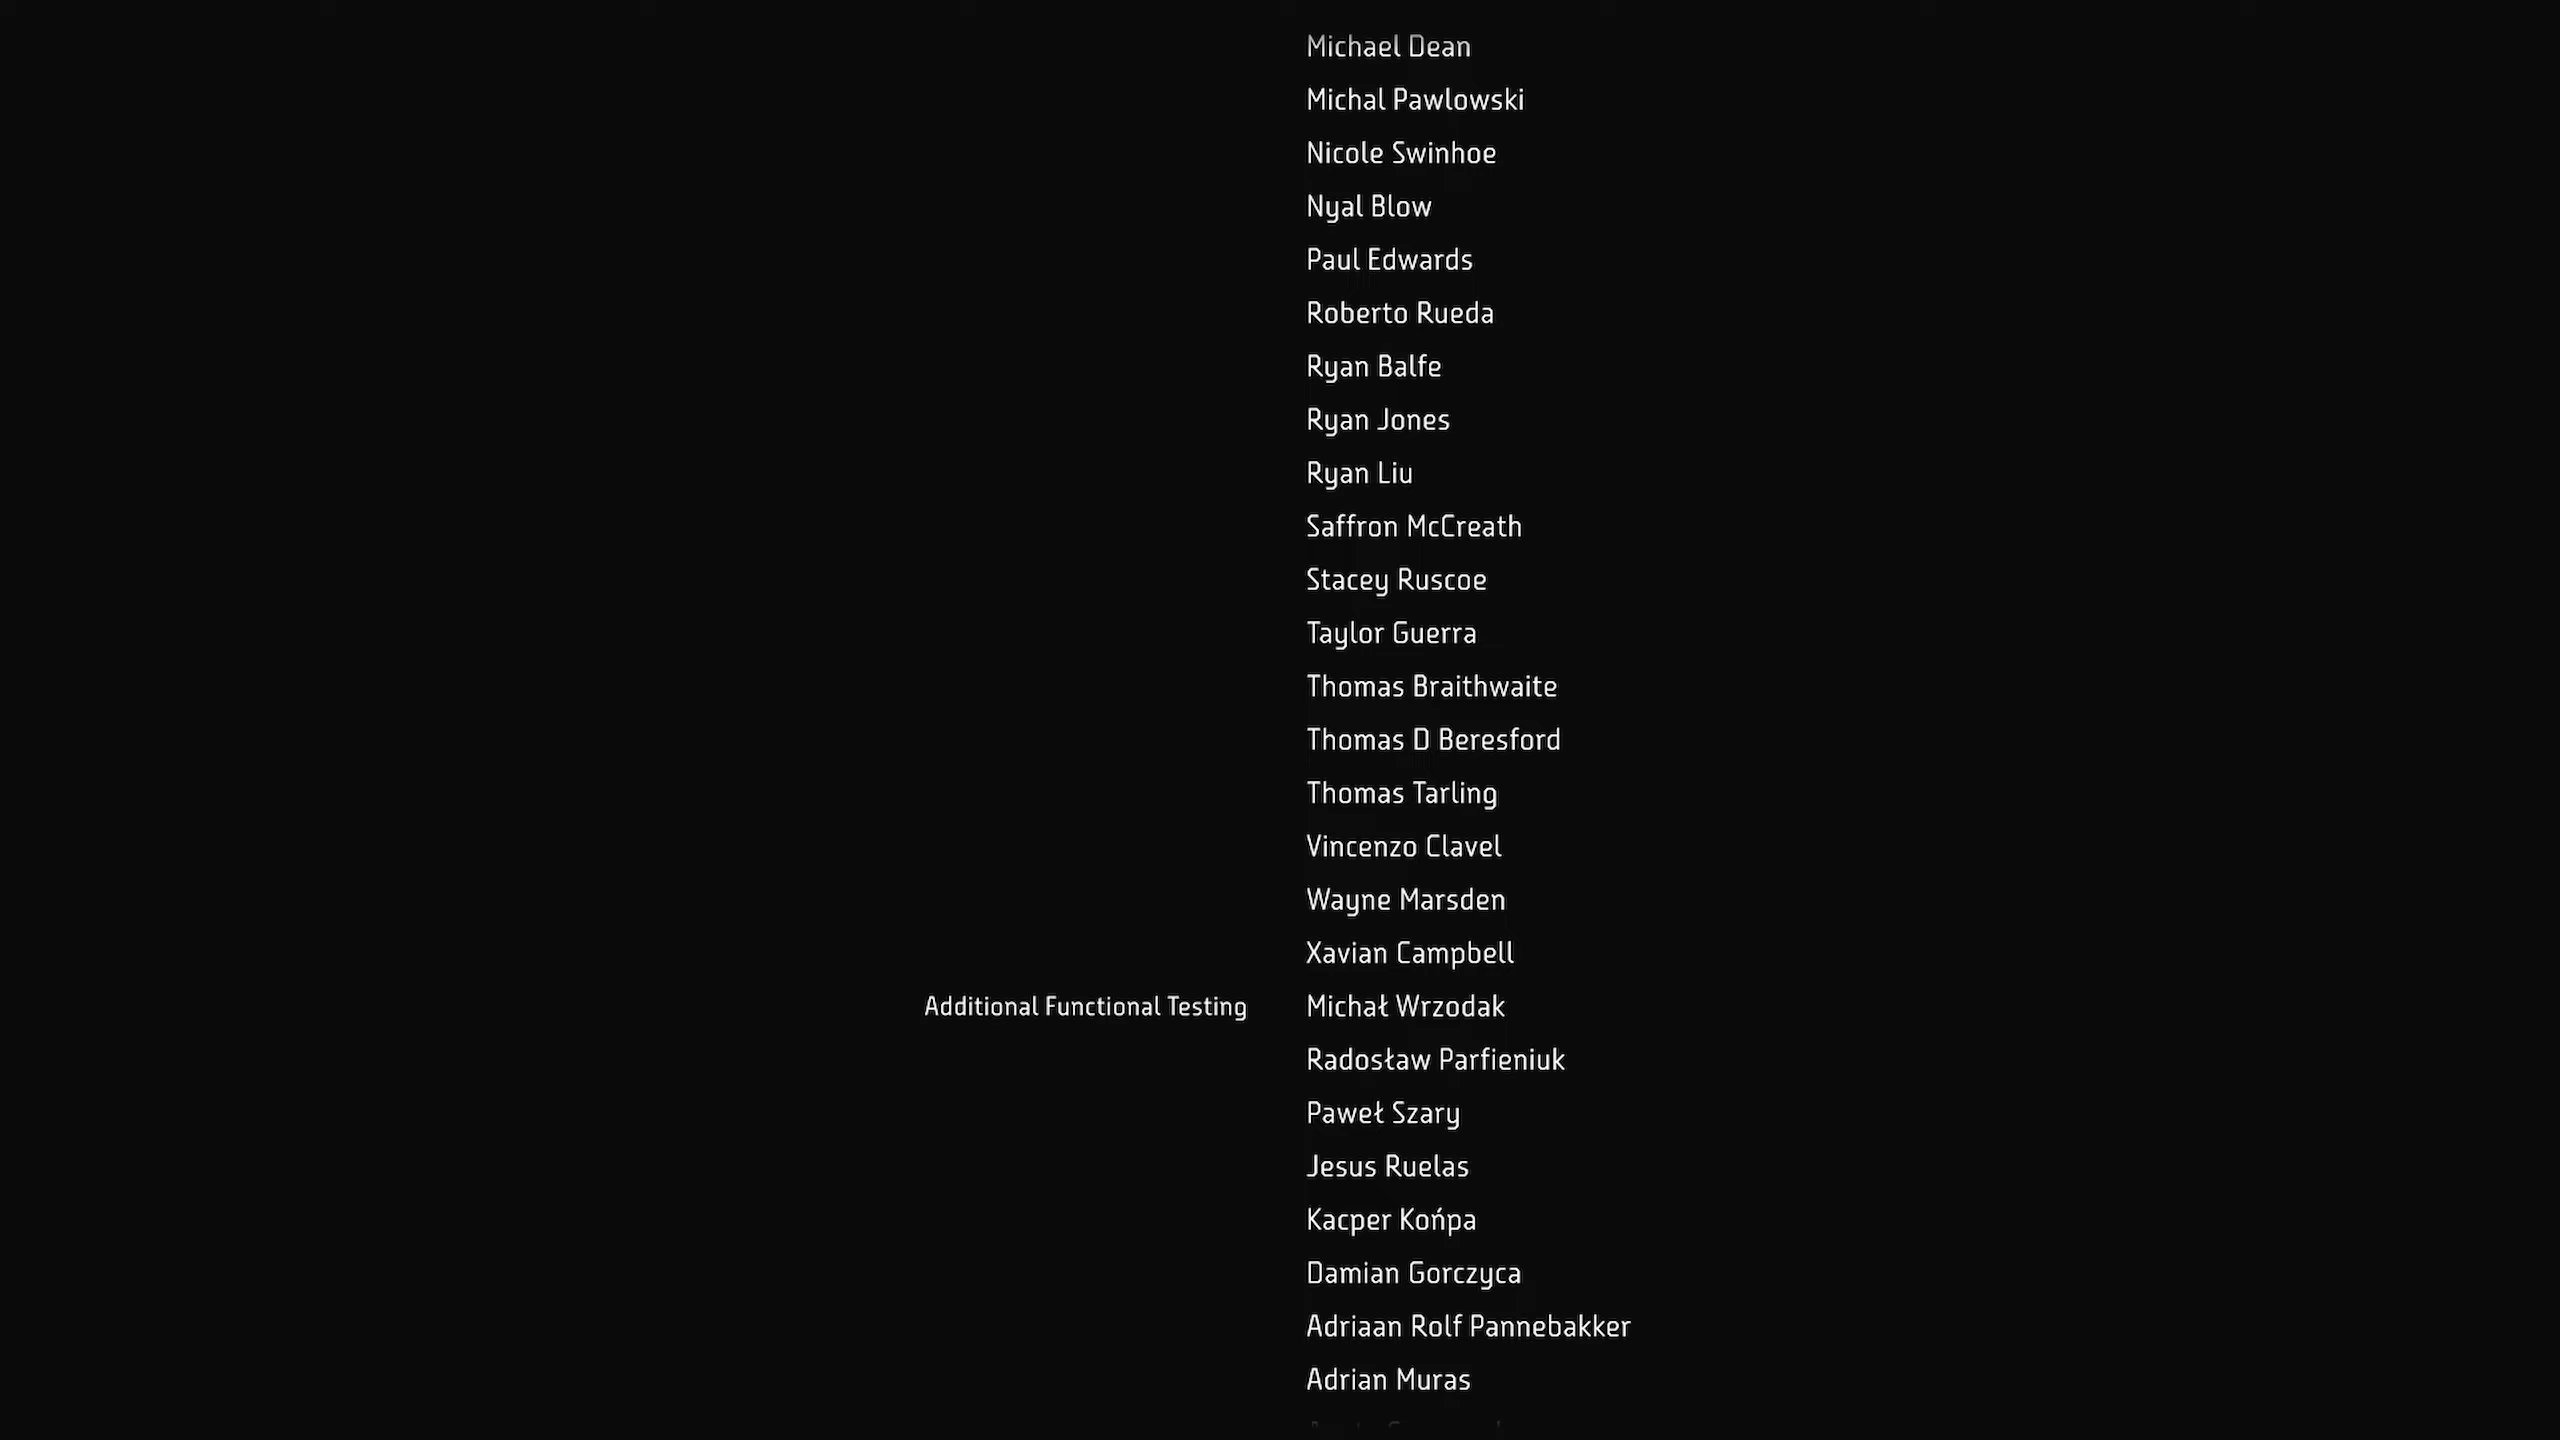 Michael Dean
Michal Pawlowski
Nicole Swinhoe
Nyal Blow
Paul Edwards
Roberto Rueda
Ryan Balfe
Ryan Jones
Ryan Liu
Saffron McCreath
Stacey Ruscoe
Taylor Guerra
Thomas Braithwaite
Thomas D Beresford
Thomas Tarling
Vincenzo Clavel
Wayne Marsden
Xavian Campbell
Additional Functional Testing Michał Wrzodak
Radosław Parfieniuk
Paweł Szary
Jesus Ruelas
Kacper Końpa
Damian Gorczyca
Adriaan Rolf Pannebakker
Adrian Muras